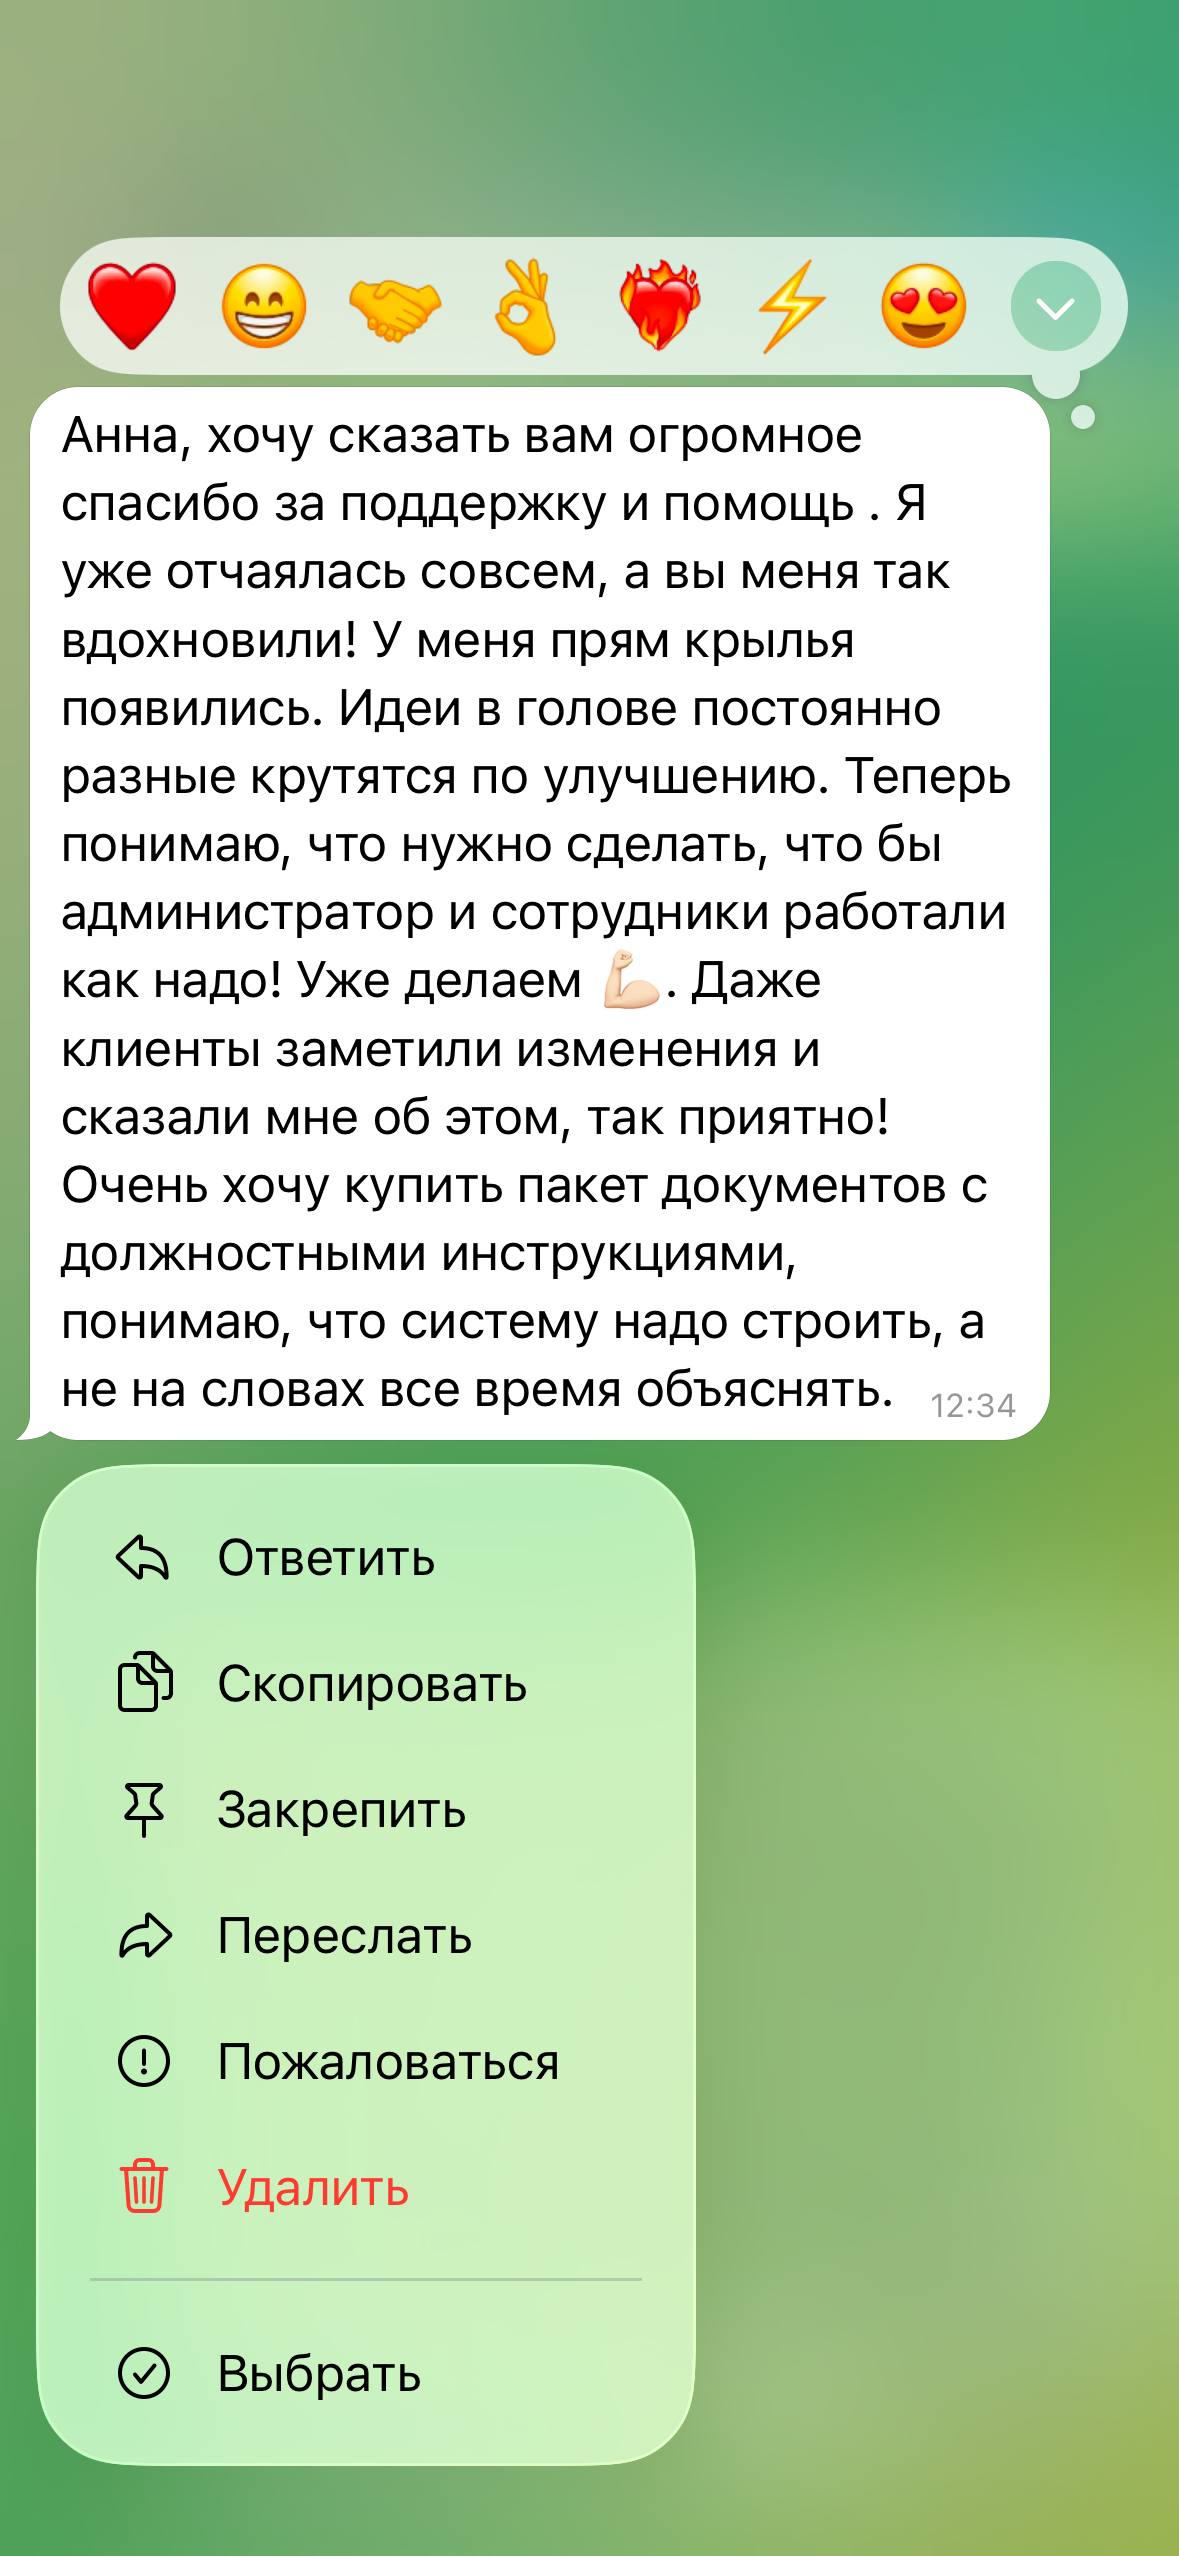 Анна, хочу сказать вам огромное
спасибо за поддержку и помощь . Я
уже отчаялась совсем, а вы меня так
вдохновили! У меня прям крылья
появились. Идеи в голове постоянно
разные крутятся по улучшению. Теперь
понимаю, что нужно сделать, что бы
администратор и сотрудники работали
как надо! Уже делаем 💪🏻. Даже
клиенты заметили изменения и
сказали мне об этом, так приятно!
Очень хочу купить пакет документов с
должностными инструкциями,
понимаю, что систему надо строить, а
не на словах все время объяснять.
12:34
Ответить
Скопировать
Закрепить
Переслать
Пожаловаться
Удалить
Выбрать